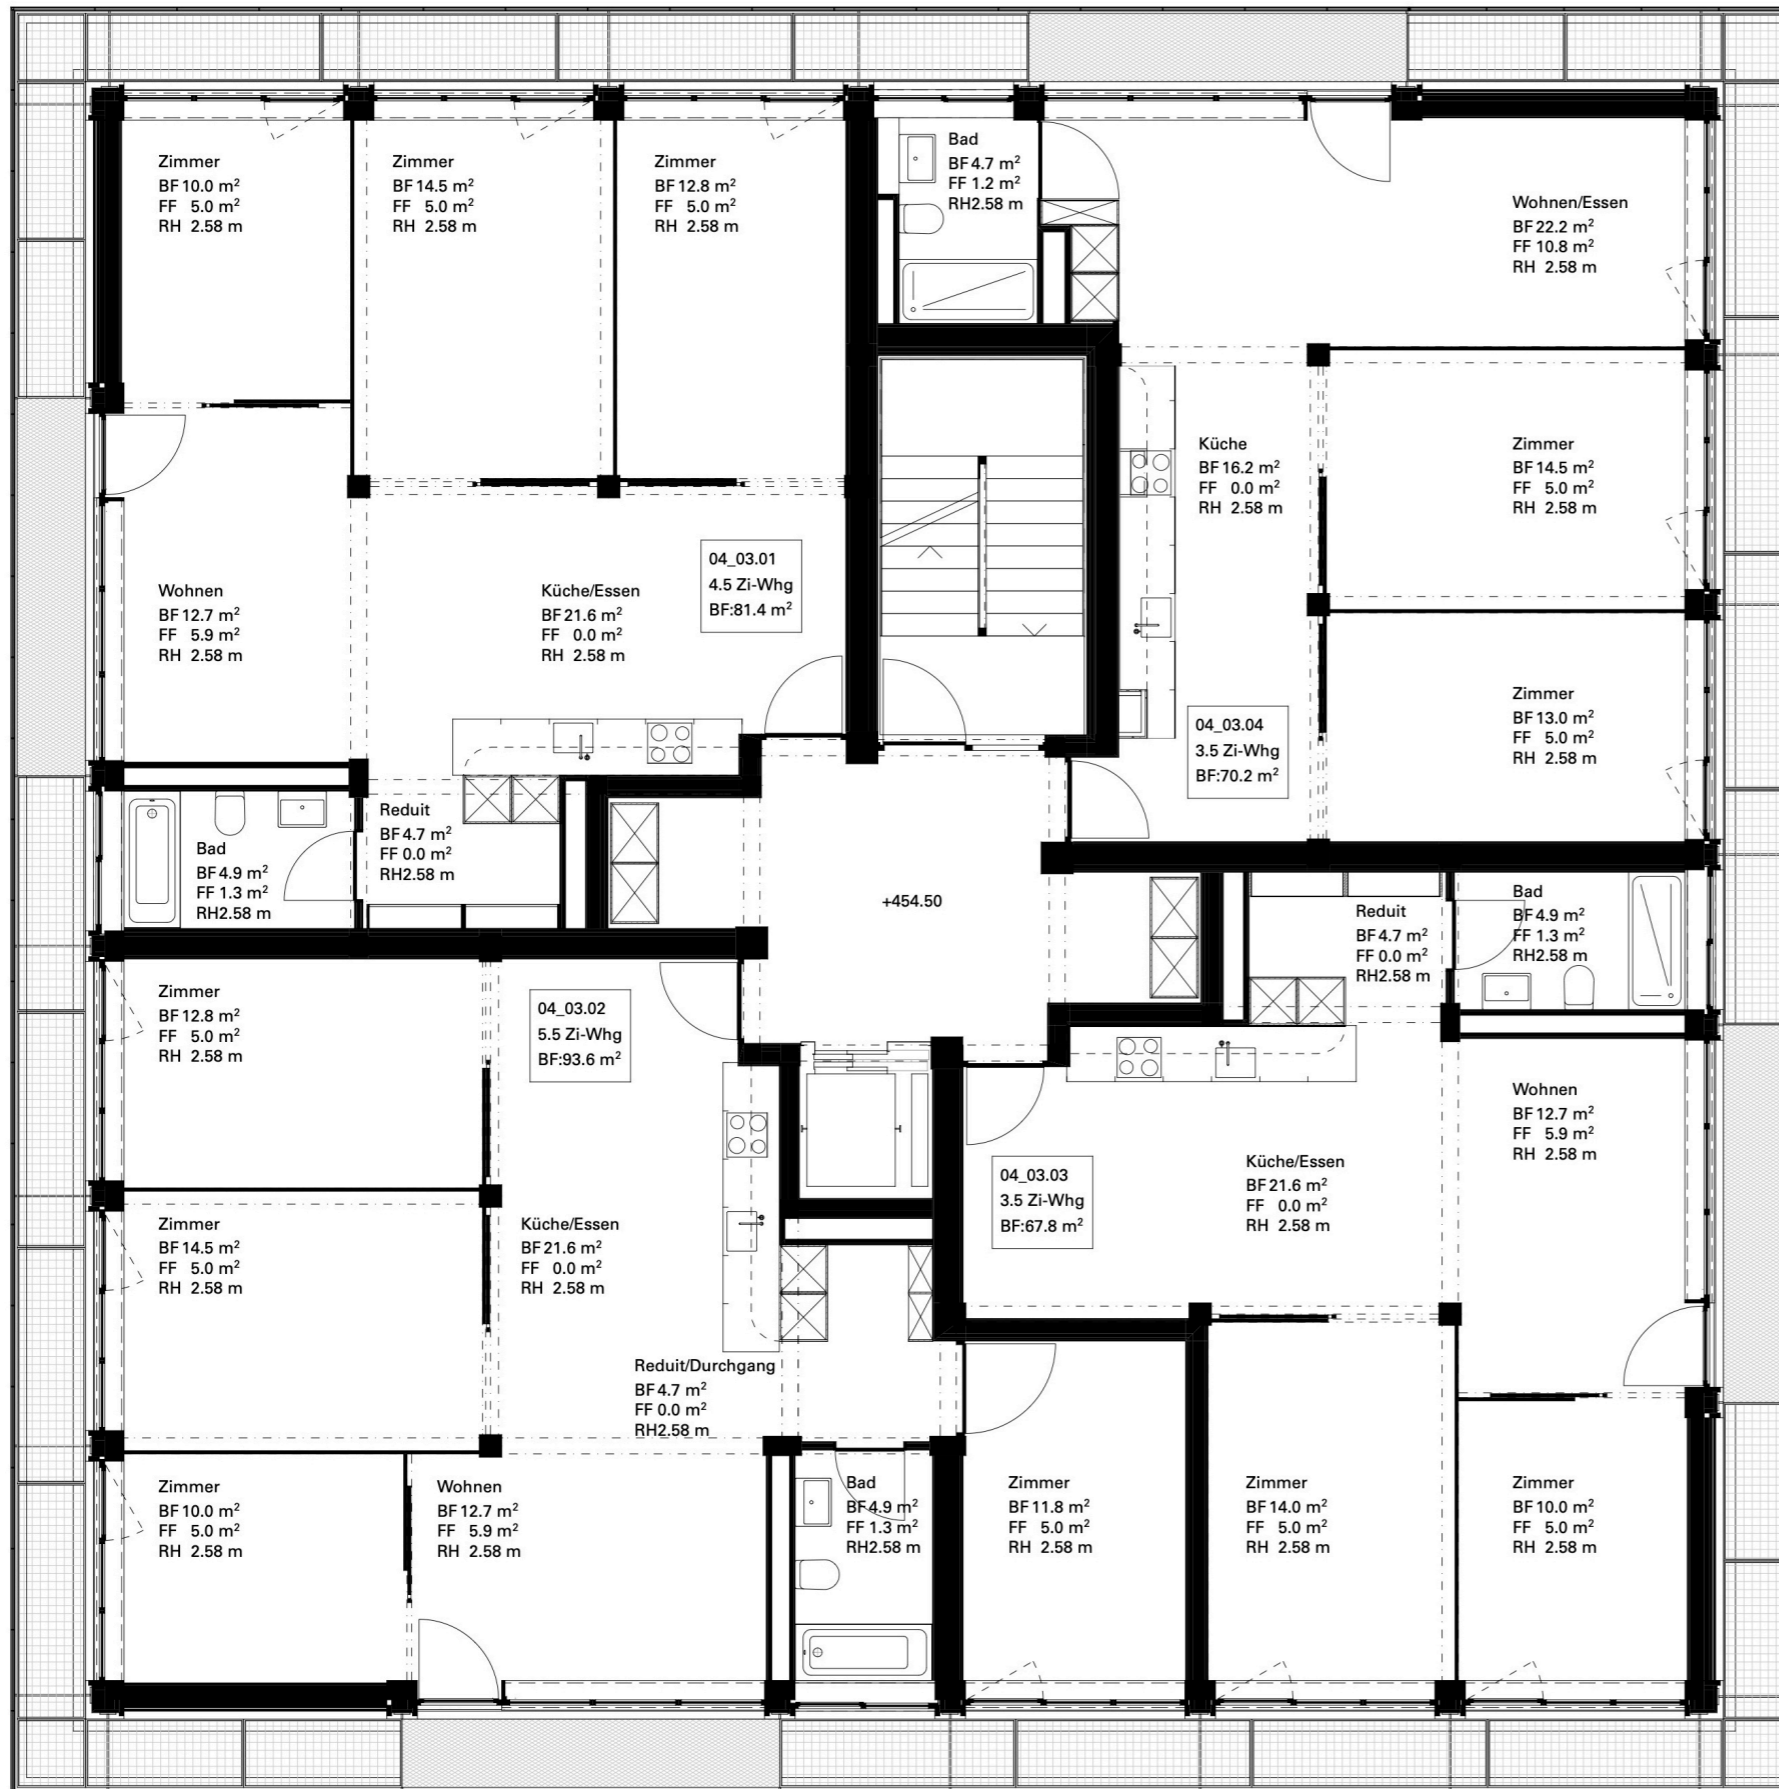 Zimmer
BF 10.0 m²
FF 5.0 m²
RH 2.58 m
Zimmer
BF 14.5 m²
FF 5.0 m²
RH 2.58 m
Zimmer
BF 12.8 m²
FF 5.0 m²
RH 2.58 m
Bad
BF 4.7 m²
FF 1.2 m²
RH2.58 m
Wohnen/Essen
BF 22.2 m²
FF 10.8 m²
RH 2.58 m
Küche
BF 16.2 m²
FF 0.0 m²
RH 2.58 m
Zimmer
BF 14.5 m²
FF 5.0 m²
RH 2.58 m
Wohnen
BF 12.7 m²
FF 5.9 m²
RH 2.58 m
Küche/Essen
BF 21.6 m²
FF 0.0 m²
RH 2.58 m
04_03.01
4.5 Zi-Whg
BF:81.4 m²
04_03.04
3.5 Zi-Whg
BF:70.2 m²
Zimmer
BF 13.0 m²
FF 5.0 m²
RH 2.58 m
Bad
BF 4.9 m²
FF 1.3 m²
RH2.58 m
Reduit
BF 4.7 m²
FF 0.0 m²
RH2.58 m
+454.50
Reduit
BF 4.7 m²
FF 0.0 m²
RH2.58 m
Bad
BF 4.9 m²
FF 1.3 m²
RH2.58 m
Zimmer
BF 12.8 m²
FF 5.0 m²
RH 2.58 m
04_03.02
5.5 Zi-Whg
BF:93.6 m²
Wohnen
BF 12.7 m²
FF 5.9 m²
RH 2.58 m
04_03.03
3.5 Zi-Whg
BF:67.8 m²
Küche/Essen
BF 21.6 m²
FF 0.0 m²
RH 2.58 m
Zimmer
BF 14.5 m²
FF 5.0 m²
RH 2.58 m
Küche/Essen
BF 21.6 m²
FF 0.0 m²
RH 2.58 m
Reduit/Durchgang
BF 4.7 m²
FF 0.0 m²
RH2.58 m
Zimmer
BF 10.0 m²
FF 5.0 m²
RH 2.58 m
Wohnen
BF 12.7 m²
FF 5.9 m²
RH 2.58 m
Bad
BF 4.9 m²
FF 1.3 m²
RH2.58 m
Zimmer
BF 11.8 m²
FF 5.0 m²
RH 2.58 m
Zimmer
BF 14.0 m²
FF 5.0 m²
RH 2.58 m
Zimmer
BF 10.0 m²
FF 5.0 m²
RH 2.58 m